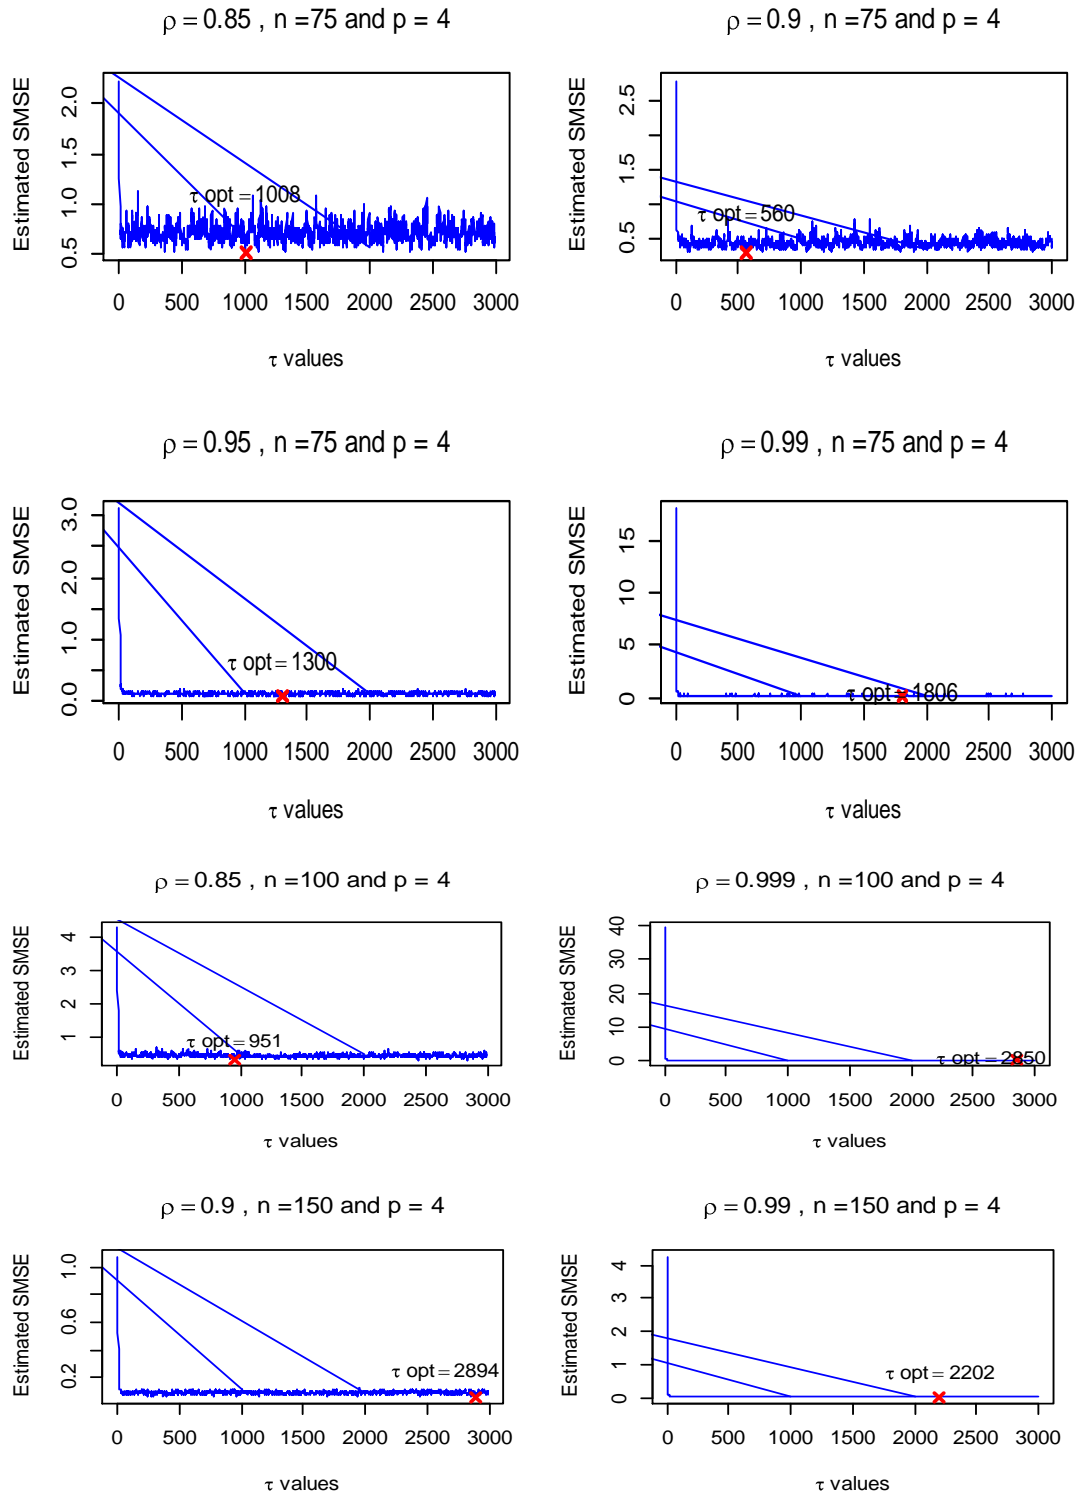 ρ = 0.85 , n =75 and p = 4
Estimated SMSE
0.5 1.0 1.5 2.0
τ opt = 1008
0 500 1000 1500 2000 2500 3000
τ values
ρ = 0.9 , n =75 and p = 4
Estimated SMSE
0.5 1.5 2.5
τ opt = 560
0 500 1000 1500 2000 2500 3000
τ values
ρ = 0.95 , n =75 and p = 4
Estimated SMSE
0.0 1.0 2.0 3.0
τ opt = 1300
0 500 1000 1500 2000 2500 3000
τ values
ρ = 0.99 , n =75 and p = 4
Estimated SMSE
0 5 10 15
τ opt = 1806
0 500 1000 1500 2000 2500 3000
τ values
ρ = 0.85 , n =100 and p = 4
Estimated SMSE
1 2 3 4
τ opt = 951
0 500 1000 1500 2000 2500 3000
τ values
ρ = 0.999 , n =100 and p = 4
Estimated SMSE
0 10 20 30 40
τ opt = 2850
0 500 1000 1500 2000 2500 3000
τ values
ρ = 0.9 , n =150 and p = 4
Estimated SMSE
0.2 0.6 1.0
τ opt = 2894
0 500 1000 1500 2000 2500 3000
τ values
ρ = 0.99 , n =150 and p = 4
Estimated SMSE
0 1 2 3 4
τ opt = 2202
0 500 1000 1500 2000 2500 3000
τ values